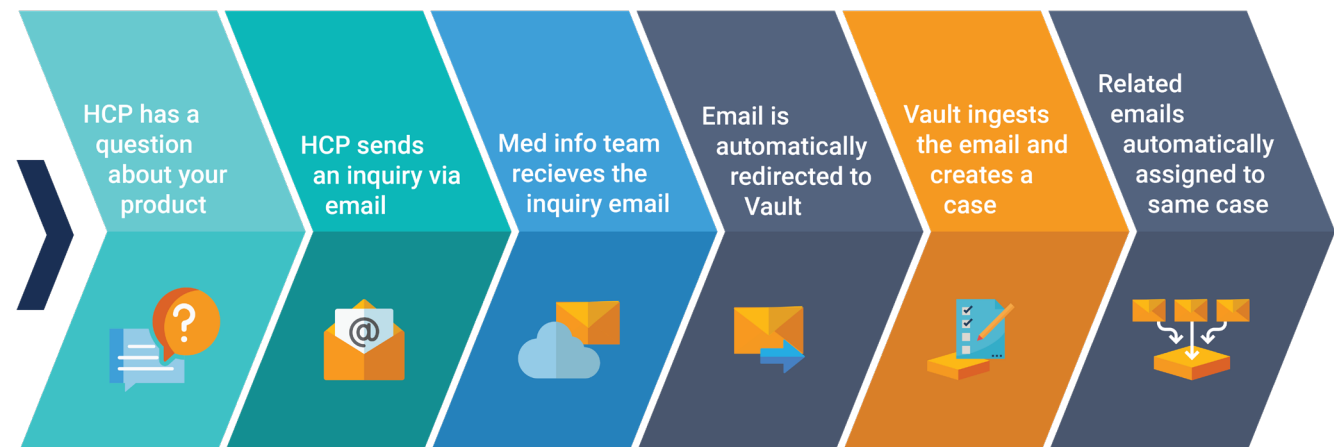 HCP has a
question
about your
product
HCP sends
an inquiry via
email
@
Med info team
recieves the
inquiry email
Email is
automatically
redirected to
Vault
Vault ingests
the email and
creates a
case
Related
emails
automatically
assigned to
same case
?